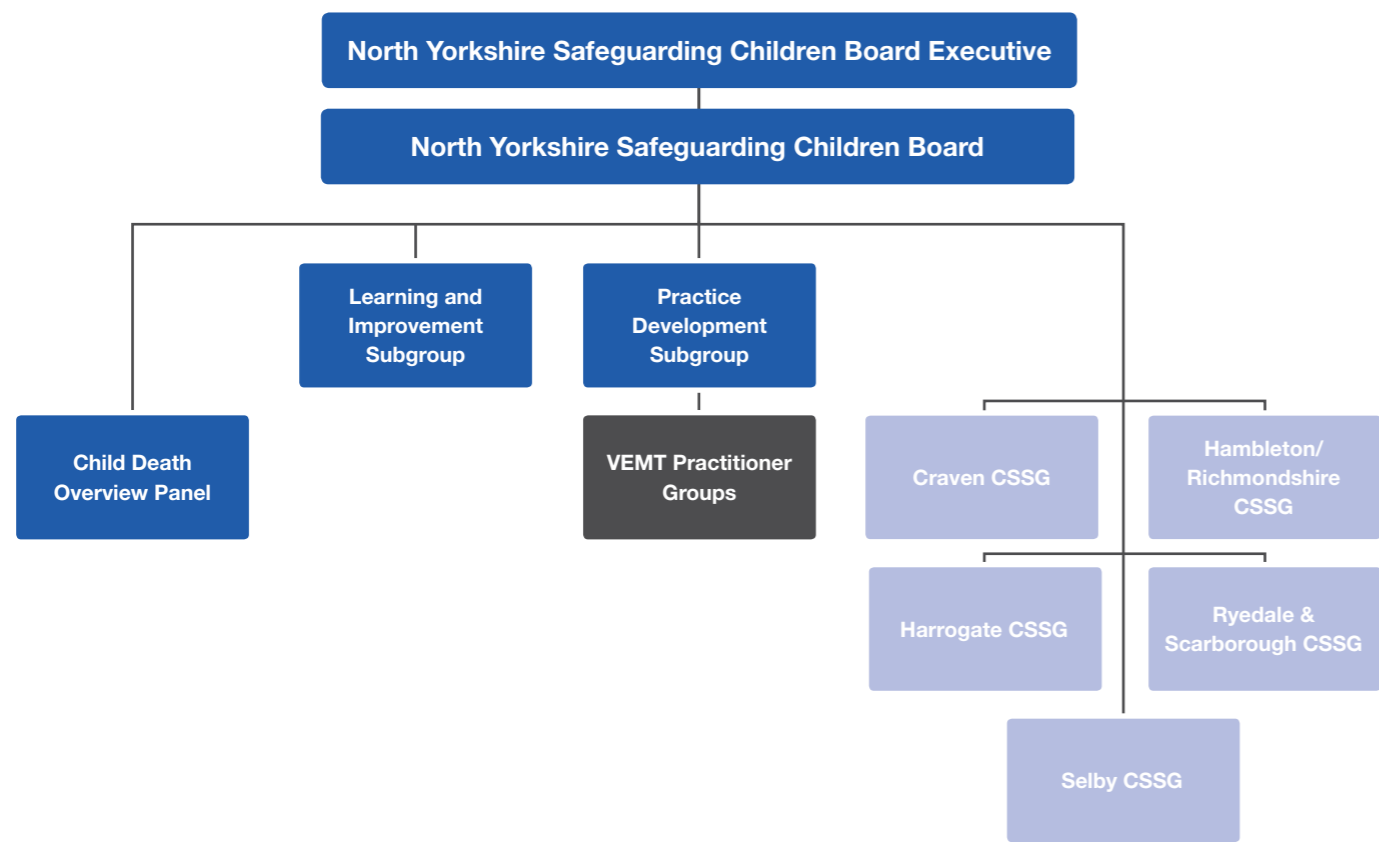 North Yorkshire Safeguarding Children Board Executive
North Yorkshire Safeguarding Children Board
Learning and
Improvement
Subgroup
Practice
Development
Subgroup
Child Death
Overview Panel
VEMT Practitioner
Groups
Craven CSSG
Hambleton/
Richmondshire
CSSG
Harrogate CSSG
Ryedale &
Scarborough CSSG
Selby CSSG